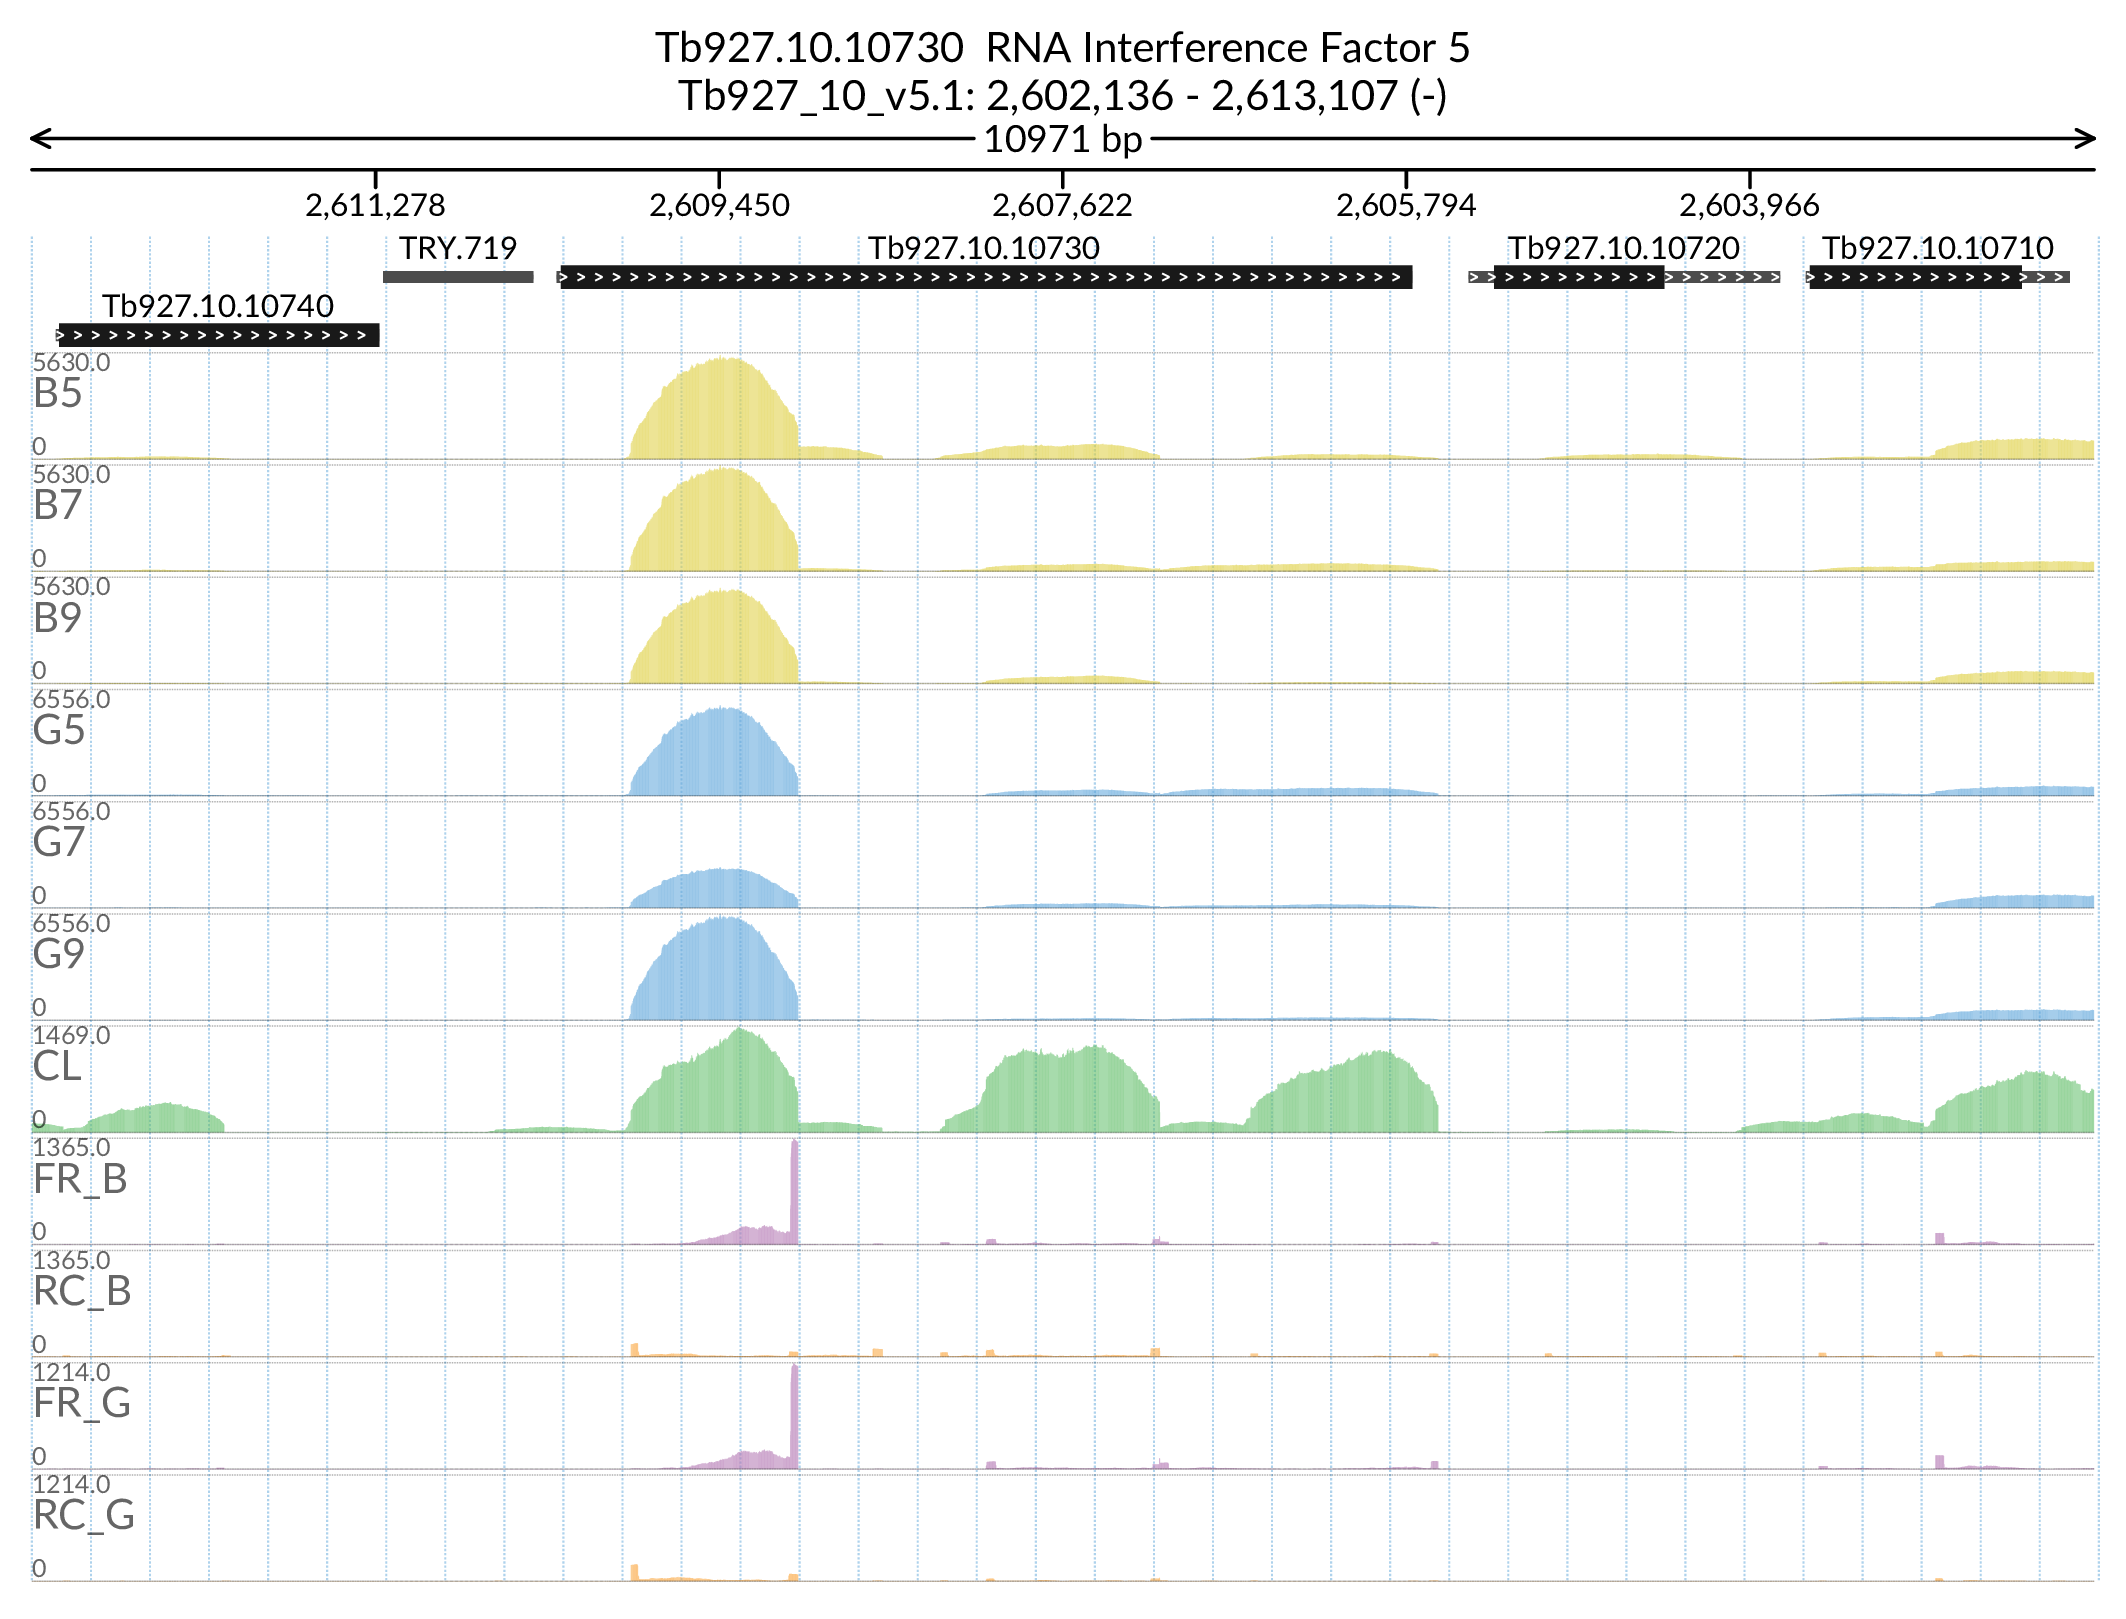 Tb927.10.10730 RNA Interference Factor 5
Tb927_10_v5.1: 2,602,136 - 2,613,107 (-)
10971 bp
2,611,278 2,609,450 2,607,622 2,605,794 2,603,966
TRY.719 Tb927.10.10730 Tb927.10.10720 Tb927.10.10710
Tb927.10.10740
5630.0
B5
0
5630.0
B7
0
5630.0
B9
0
6556.0
G5
0
6556.0
G7
0
6556.0
G9
0
1469.0
CL
0
1365.0
FR_B
0
1365.0
RC_B
0
1214.0
FR_G
0
1214.0
RC_G
0